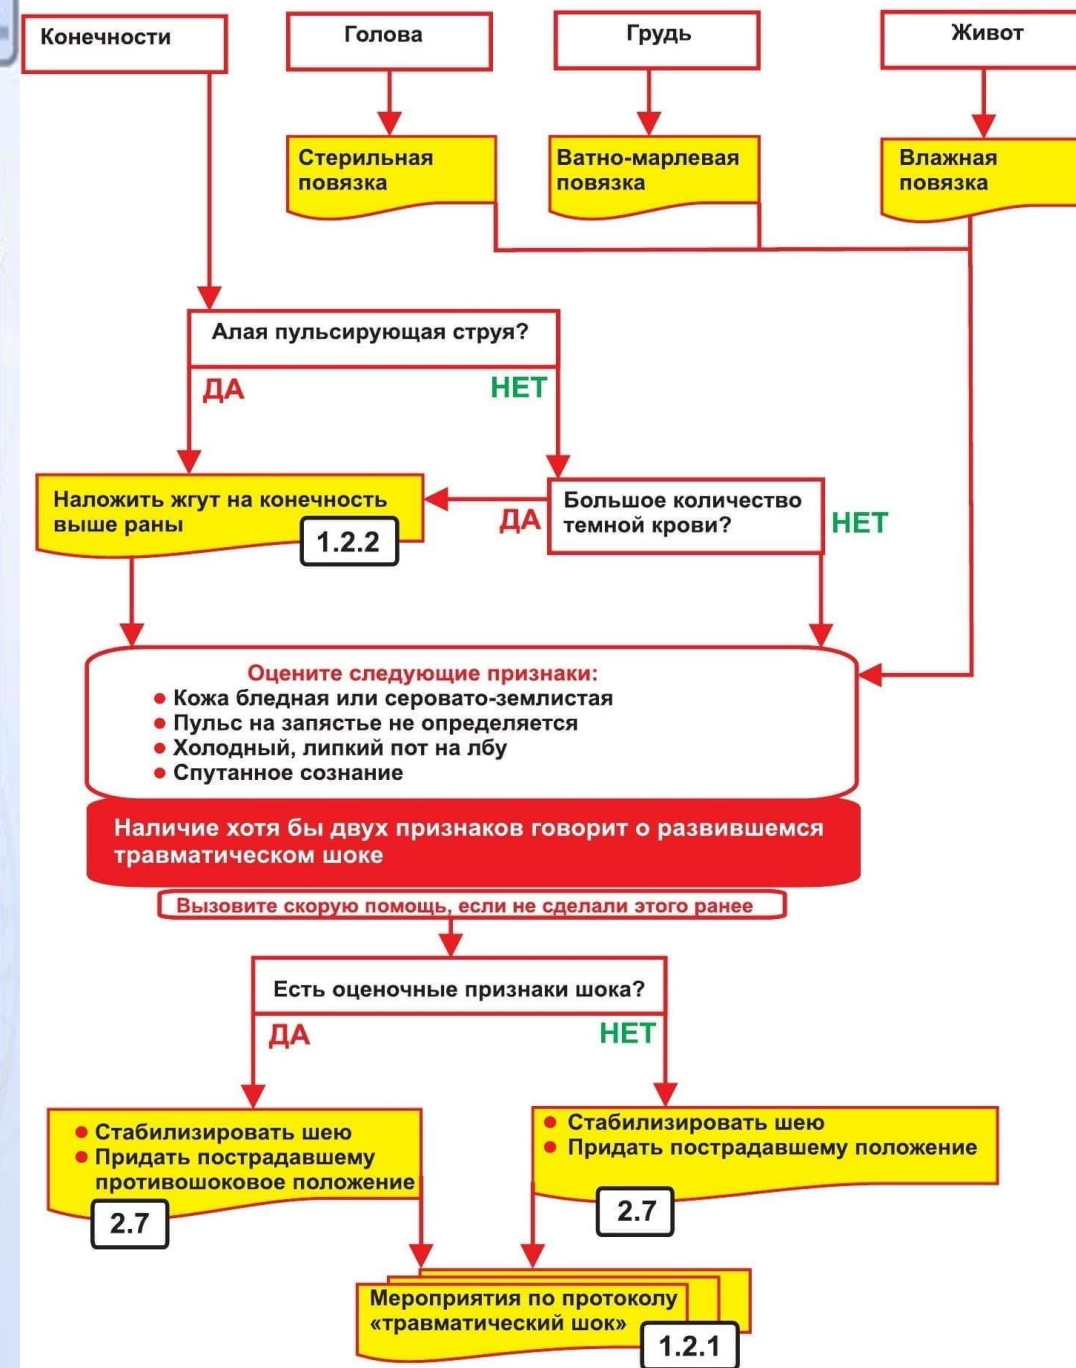 Конечности
Голова
Грудь
Живот
Стерильная
повязка
Ватно-марлевая
повязка
Влажная
повязка
Алая пульсирующая струя?
ДА
НЕТ
Наложить жгут на конечность
выше раны
1.2.2
ДА
Большое количество
темной крови?
НЕТ
Оцените следующие признаки:
Кожа бледная или серовато-землистая
Пульс на запястье не определяется
Холодный, липкий пот на лбу
Спутанное сознание
Наличие хотя бы двух признаков говорит о развившемся
травматическом шоке
Вызовите скорую помощь, если не сделали этого ранее
Есть оценочные признаки шока?
ДА
НЕТ
Стабилизировать шею
Придать пострадавшему
противошоковое положение
2.7
Стабилизировать шею
Придать пострадавшему положение
2.7
Мероприятия по протоколу
«травматический шок»
1.2.1